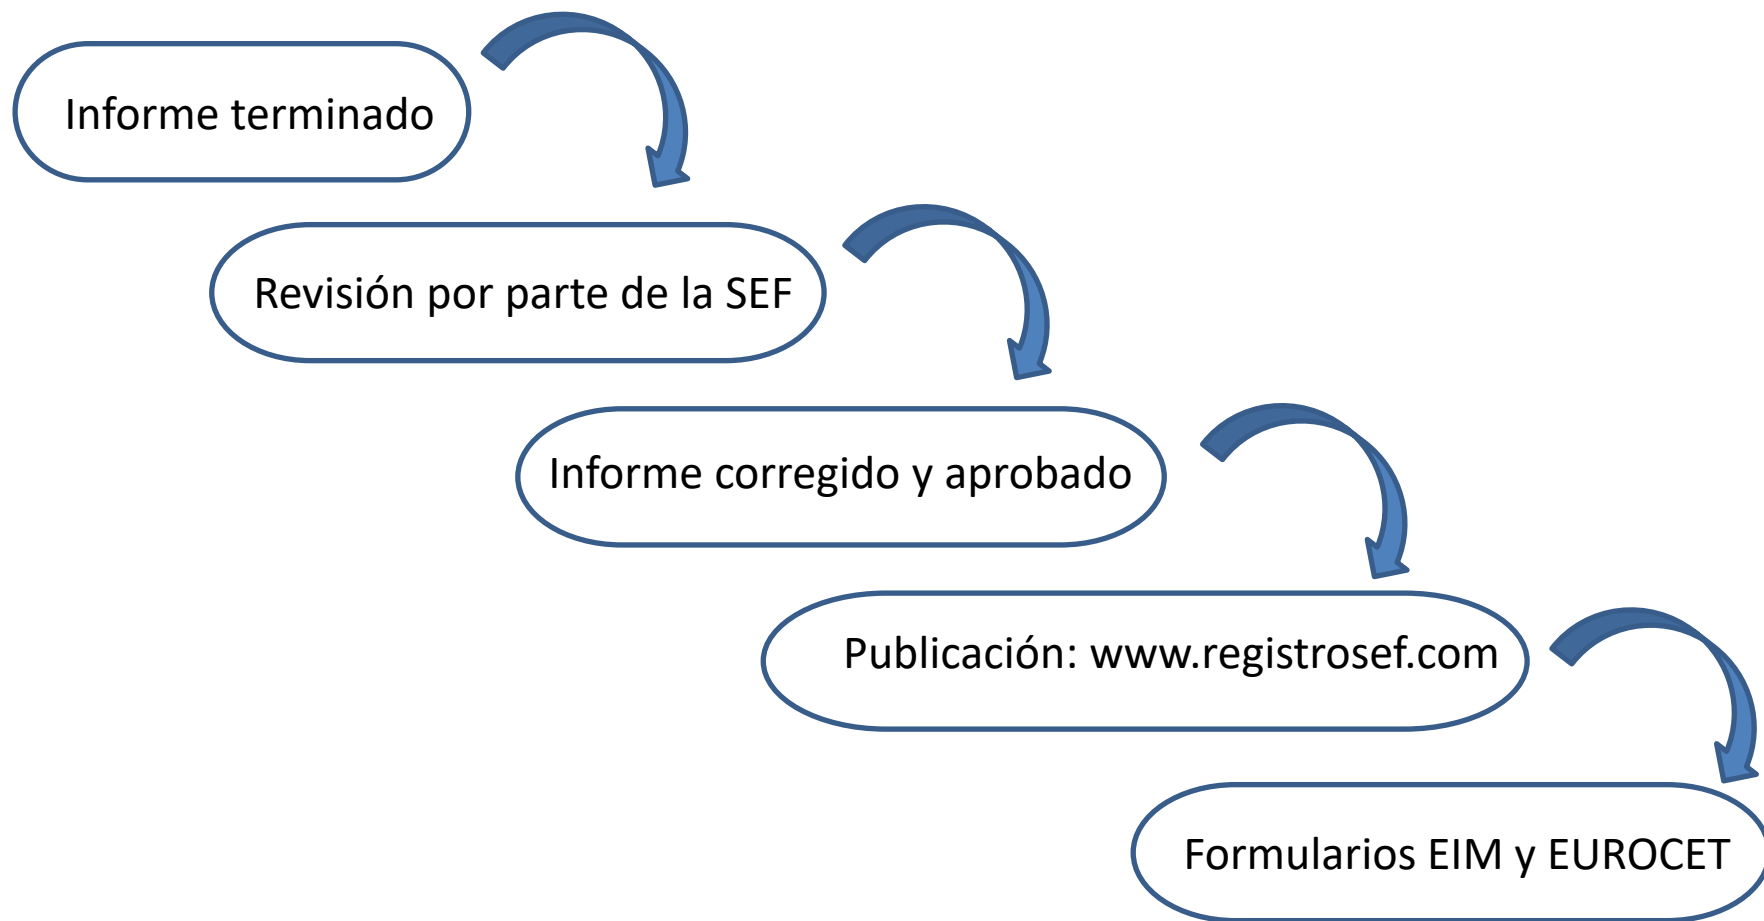 Informe terminado
Revisión por parte de la SEF
Informe corregido y aprobado
Publicación: www.registrosef.com
Formularios EIM y EUROCET